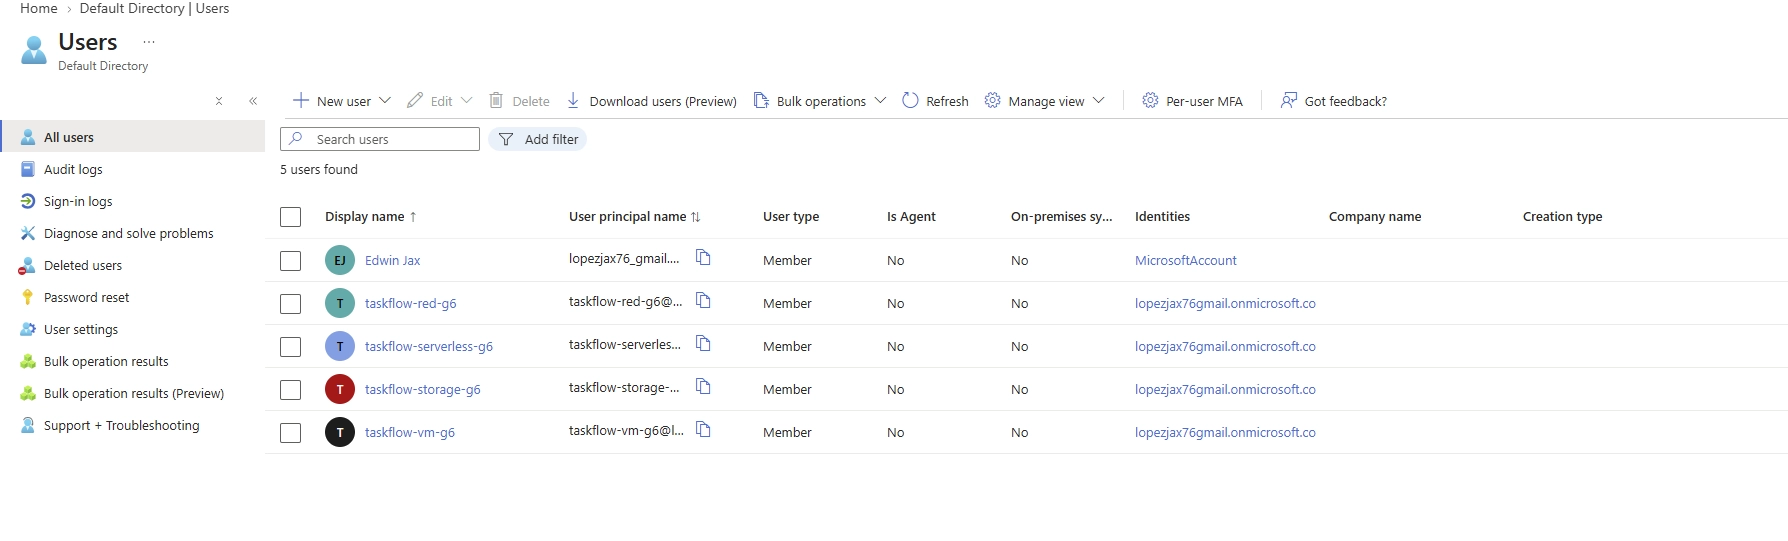 Home > Default Directory | Users
Users ...
Default Directory
New user Edit Delete Download users (Preview) Bulk operations Refresh Manage view Per-user MFA Got feedback?
All users
Audit logs
Sign-in logs
Diagnose and solve problems
Deleted users
Password reset
User settings
Bulk operation results
Bulk operation results (Preview)
Support + Troubleshooting
Search users Add filter
5 users found
Display name ↑ User principal name ↑↓ User type Is Agent On-premises sy... Identities Company name Creation type
EJ Edwin Jax lopezjax76_gmail.... Member No No MicrosoftAccount
T taskflow-red-g6 taskflow-red-g6@... Member No No lopezjax76gmail.onmicrosoft.co
T taskflow-serverless-g6 taskflow-serverles... Member No No lopezjax76gmail.onmicrosoft.co
T taskflow-storage-g6 taskflow-storage-... Member No No lopezjax76gmail.onmicrosoft.co
T taskflow-vm-g6 taskflow-vm-g6@l... Member No No lopezjax76gmail.onmicrosoft.co